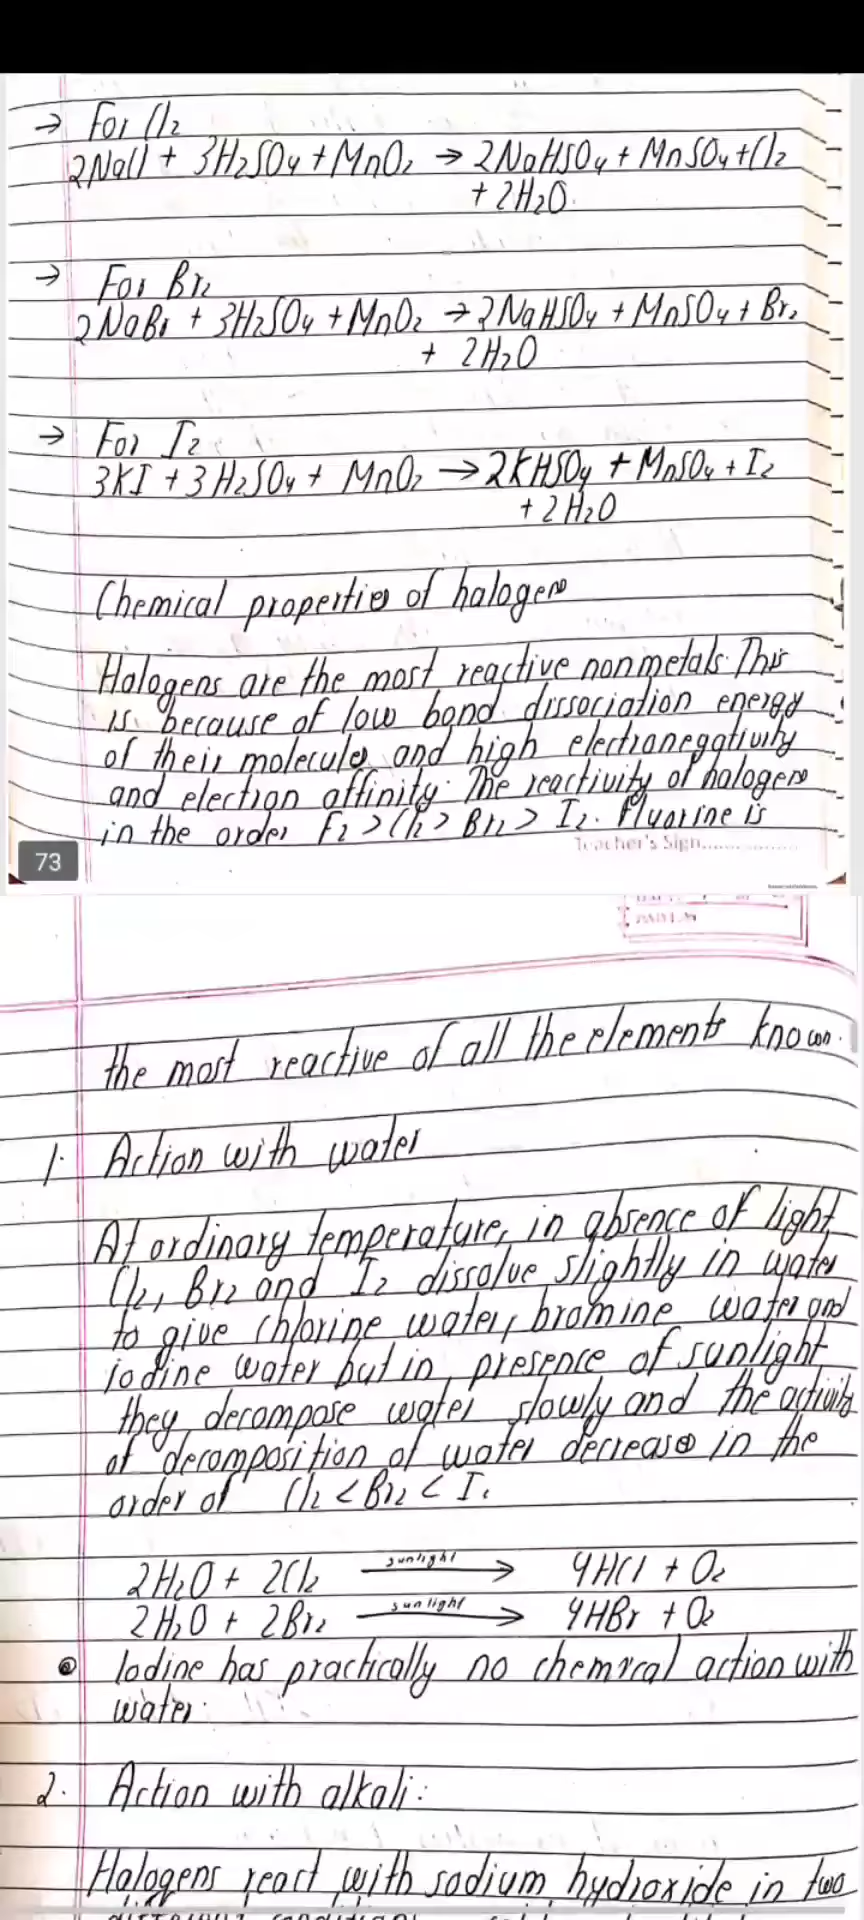 → For Cl₂
2NaCl + 3H₂SO₄ + MnO₂ → 2NaHSO₄ + MnSO₄ + Cl₂
+ 2H₂O
→ For Br₂
2NaBr + 3H₂SO₄ + MnO₂ → 2NaHSO₄ + MnSO₄ + Br₂
+ 2H₂O
→ For I₂
3KI + 3H₂SO₄ + MnO₂ → 2KHSO₄ + MnSO₄ + I₂
+ 2H₂O
Chemical properties of halogens
Halogens are the most reactive nonmetals. This
is because of low bond dissociation energy
of their molecules and high electronegativity
and electron affinity. The reactivity of halogens
in the order F₂ > Cl₂ > Br₂ > I₂. Fluorine is
Teacher's Sign..................
73
the most reactive of all the elements known.
1. Action with water
At ordinary temperature, in absence of light,
Cl₂, Br₂ and I₂ dissolve slightly in water
to give chlorine water, bromine water and
iodine water but in presence of sunlight
they decompose water slowly and the activity
of decomposition of water decreases in the
order of Cl₂ < Br₂ < I.
2H₂O + 2Cl₂ sunlight → 4HCl + O₂
2H₂O + 2Br₂ sunlight → 4HBr + O₂
Iodine has practically no chemical action with
water.
2. Action with alkali:
Halogens react with sodium hydroxide in two